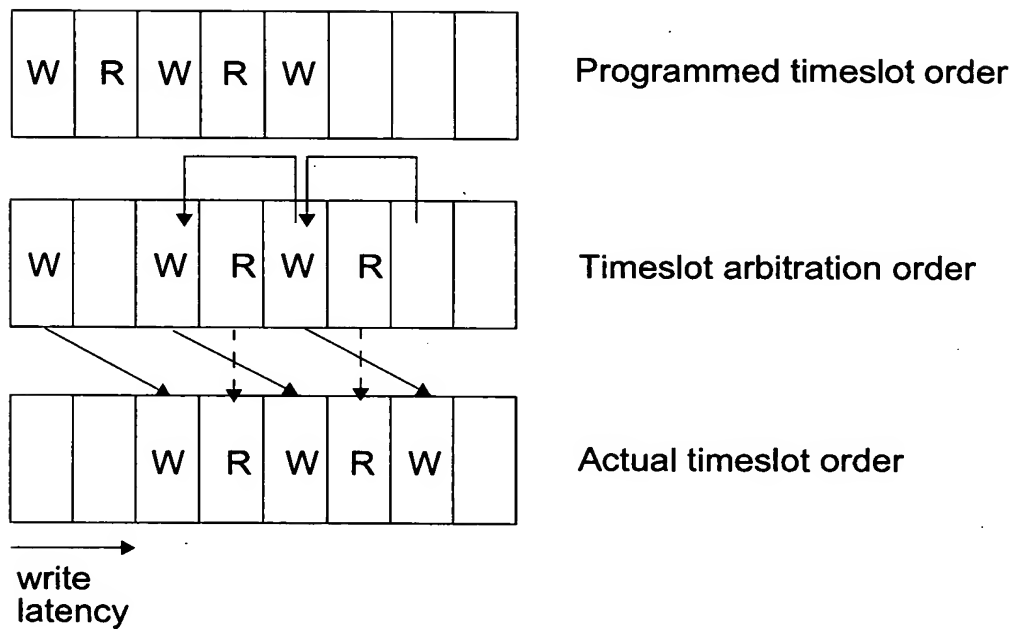 W R W R W
Programmed timeslot order
W W R W R
Timeslot arbitration order
W R W R W
Actual timeslot order
write
latency